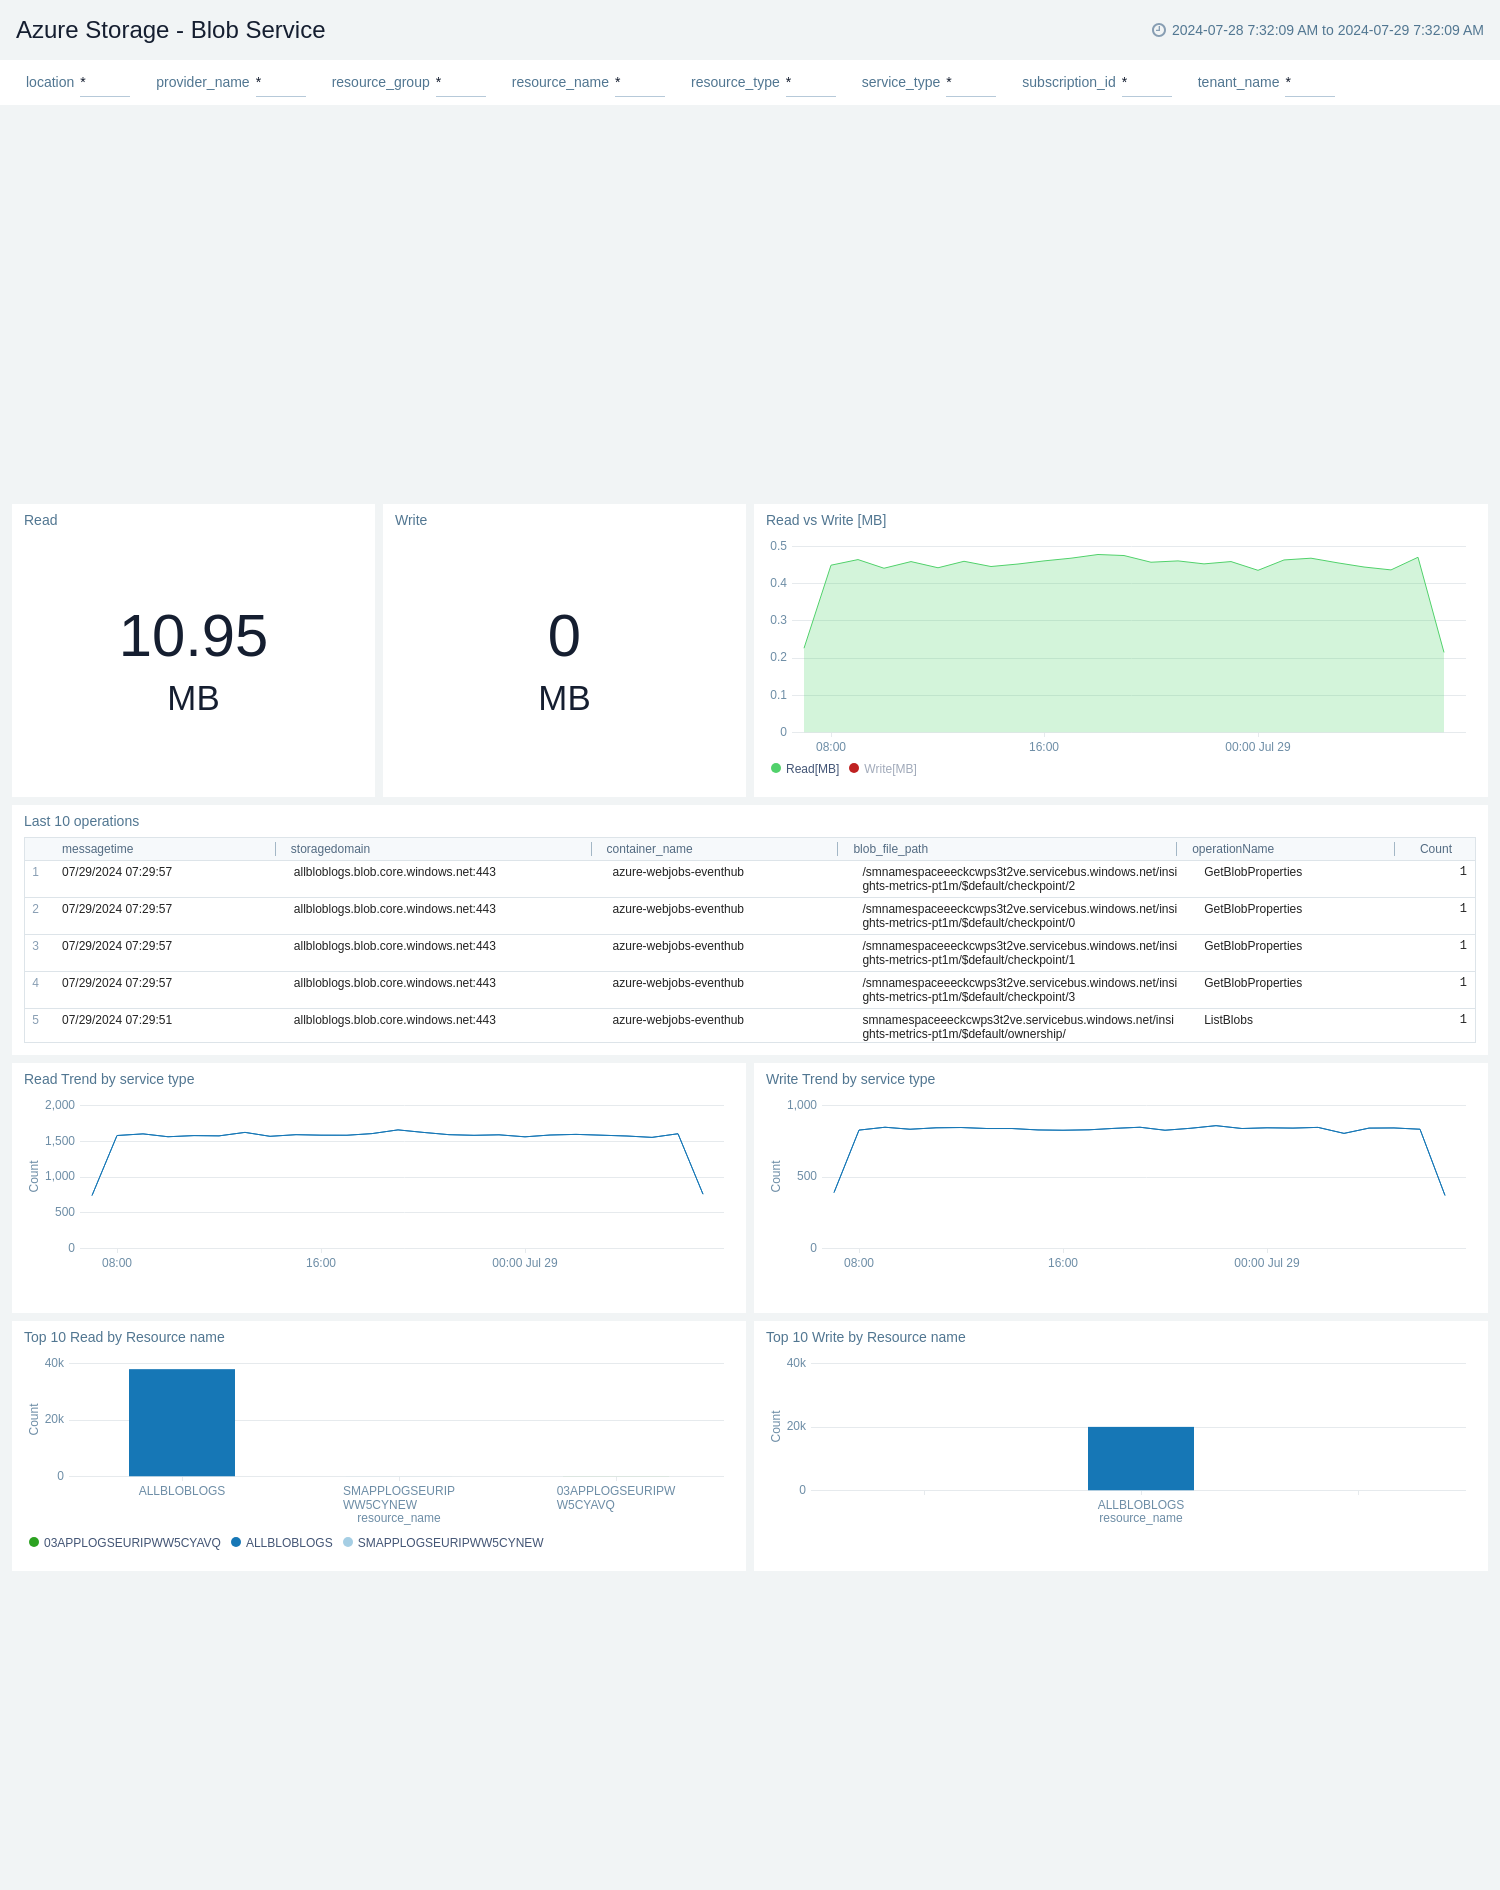 Azure Storage - Blob Service
2024-07-28 7:32:09 AM to 2024-07-29 7:32:09 AM
location * provider_name * resource_group * resource_name * resource_type * service_type * subscription_id * tenant_name *
Read
10.95
MB
Write
0
MB
Read vs Write [MB]
0.5
0.4
0.3
0.2
0.1
0
08:00 16:00 00:00 Jul 29
Read[MB] Write[MB]
Last 10 operations
messagetime storagedomain container_name blob_file_path operationName Count
1 07/29/2024 07:29:57 allbloblogs.blob.core.windows.net:443 azure-webjobs-eventhub /smnamespaceeeckcwps3t2ve.servicebus.windows.net/insi GetBlobProperties 1
ghts-metrics-pt1m/$default/checkpoint/2
2 07/29/2024 07:29:57 allbloblogs.blob.core.windows.net:443 azure-webjobs-eventhub /smnamespaceeeckcwps3t2ve.servicebus.windows.net/insi GetBlobProperties 1
ghts-metrics-pt1m/$default/checkpoint/0
3 07/29/2024 07:29:57 allbloblogs.blob.core.windows.net:443 azure-webjobs-eventhub /smnamespaceeeckcwps3t2ve.servicebus.windows.net/insi GetBlobProperties 1
ghts-metrics-pt1m/$default/checkpoint/1
4 07/29/2024 07:29:57 allbloblogs.blob.core.windows.net:443 azure-webjobs-eventhub /smnamespaceeeckcwps3t2ve.servicebus.windows.net/insi GetBlobProperties 1
ghts-metrics-pt1m/$default/checkpoint/3
5 07/29/2024 07:29:51 allbloblogs.blob.core.windows.net:443 azure-webjobs-eventhub smnamespaceeeckcwps3t2ve.servicebus.windows.net/insi ListBlobs 1
ghts-metrics-pt1m/$default/ownership/
Read Trend by service type
Count
2,000
1,500
1,000
500
0
08:00 16:00 00:00 Jul 29
Write Trend by service type
Count
1,000
500
0
08:00 16:00 00:00 Jul 29
Top 10 Read by Resource name
Count
40k
20k
0
ALLBLOBLOGS SMAPPLOGSEURIP 03APPLOGSEURIPW
WW5CYNEW W5CYAVQ
resource_name
03APPLOGSEURIPWW5CYAVQ ALLBLOBLOGS SMAPPLOGSEURIPWW5CYNEW
Top 10 Write by Resource name
Count
40k
20k
0
ALLBLOBLOGS
resource_name